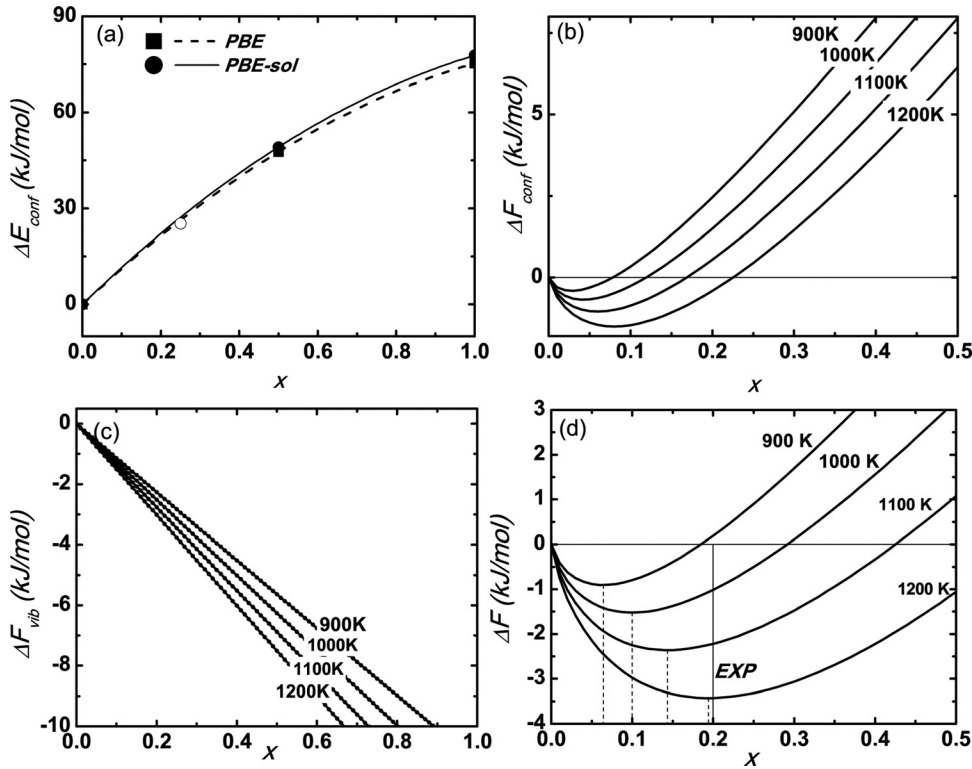 (a)
PBE
PBE-sol
90
60
30
0
ΔE_conf (kJ/mol)
0.0 0.2 0.4 0.6 0.8 1.0
x
(b)
900K
1000K
1100K
1200K
5
0
ΔF_conf (kJ/mol)
0.0 0.1 0.2 0.3 0.4 0.5
x
(c)
0
-2
-4
-6
-8
-10
ΔF_vib (kJ/mol)
900K
1000K
1100K
1200K
0.0 0.2 0.4 0.6 0.8 1.0
x
(d)
3
2
1
0
-1
-2
-3
-4
ΔF (kJ/mol)
900 K
1000 K
1100 K
1200 K
EXP
0.0 0.1 0.2 0.3 0.4 0.5
x